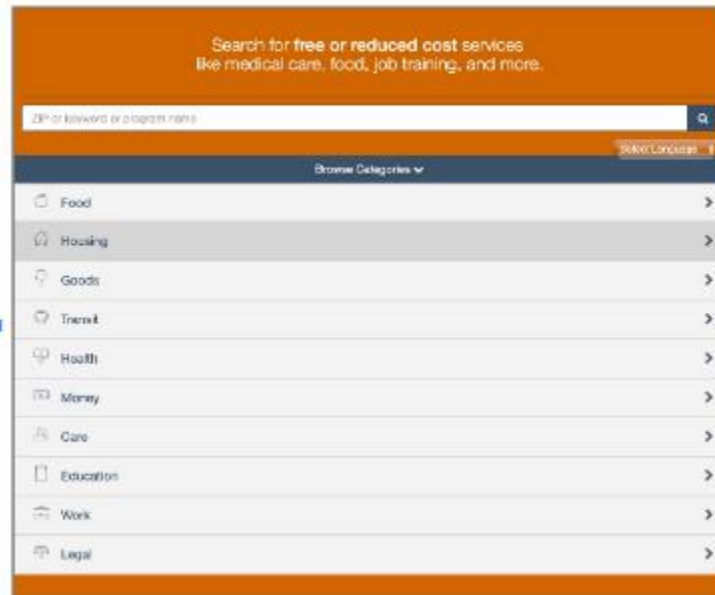 Search for free or reduced cost services
like medical care, food, job training, and more.
ZIP or keyword or program name
Select Language
Browse Categories
Food
Housing
Goods
Transit
Health
Money
Care
Education
Work
Legal